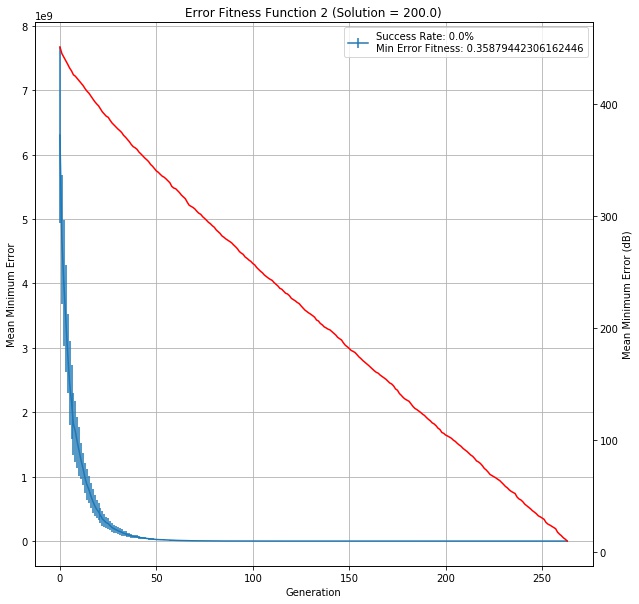 Error Fitness Function 2 (Solution = 200.0)
1e9
Success Rate: 0.0%
Min Error Fitness: 0.35879442306162446
8
7
6
5
4
3
2
1
0
Mean Minimum Error
400
300
200
100
0
Mean Minimum Error (dB)
0 50 100 150 200 250
Generation